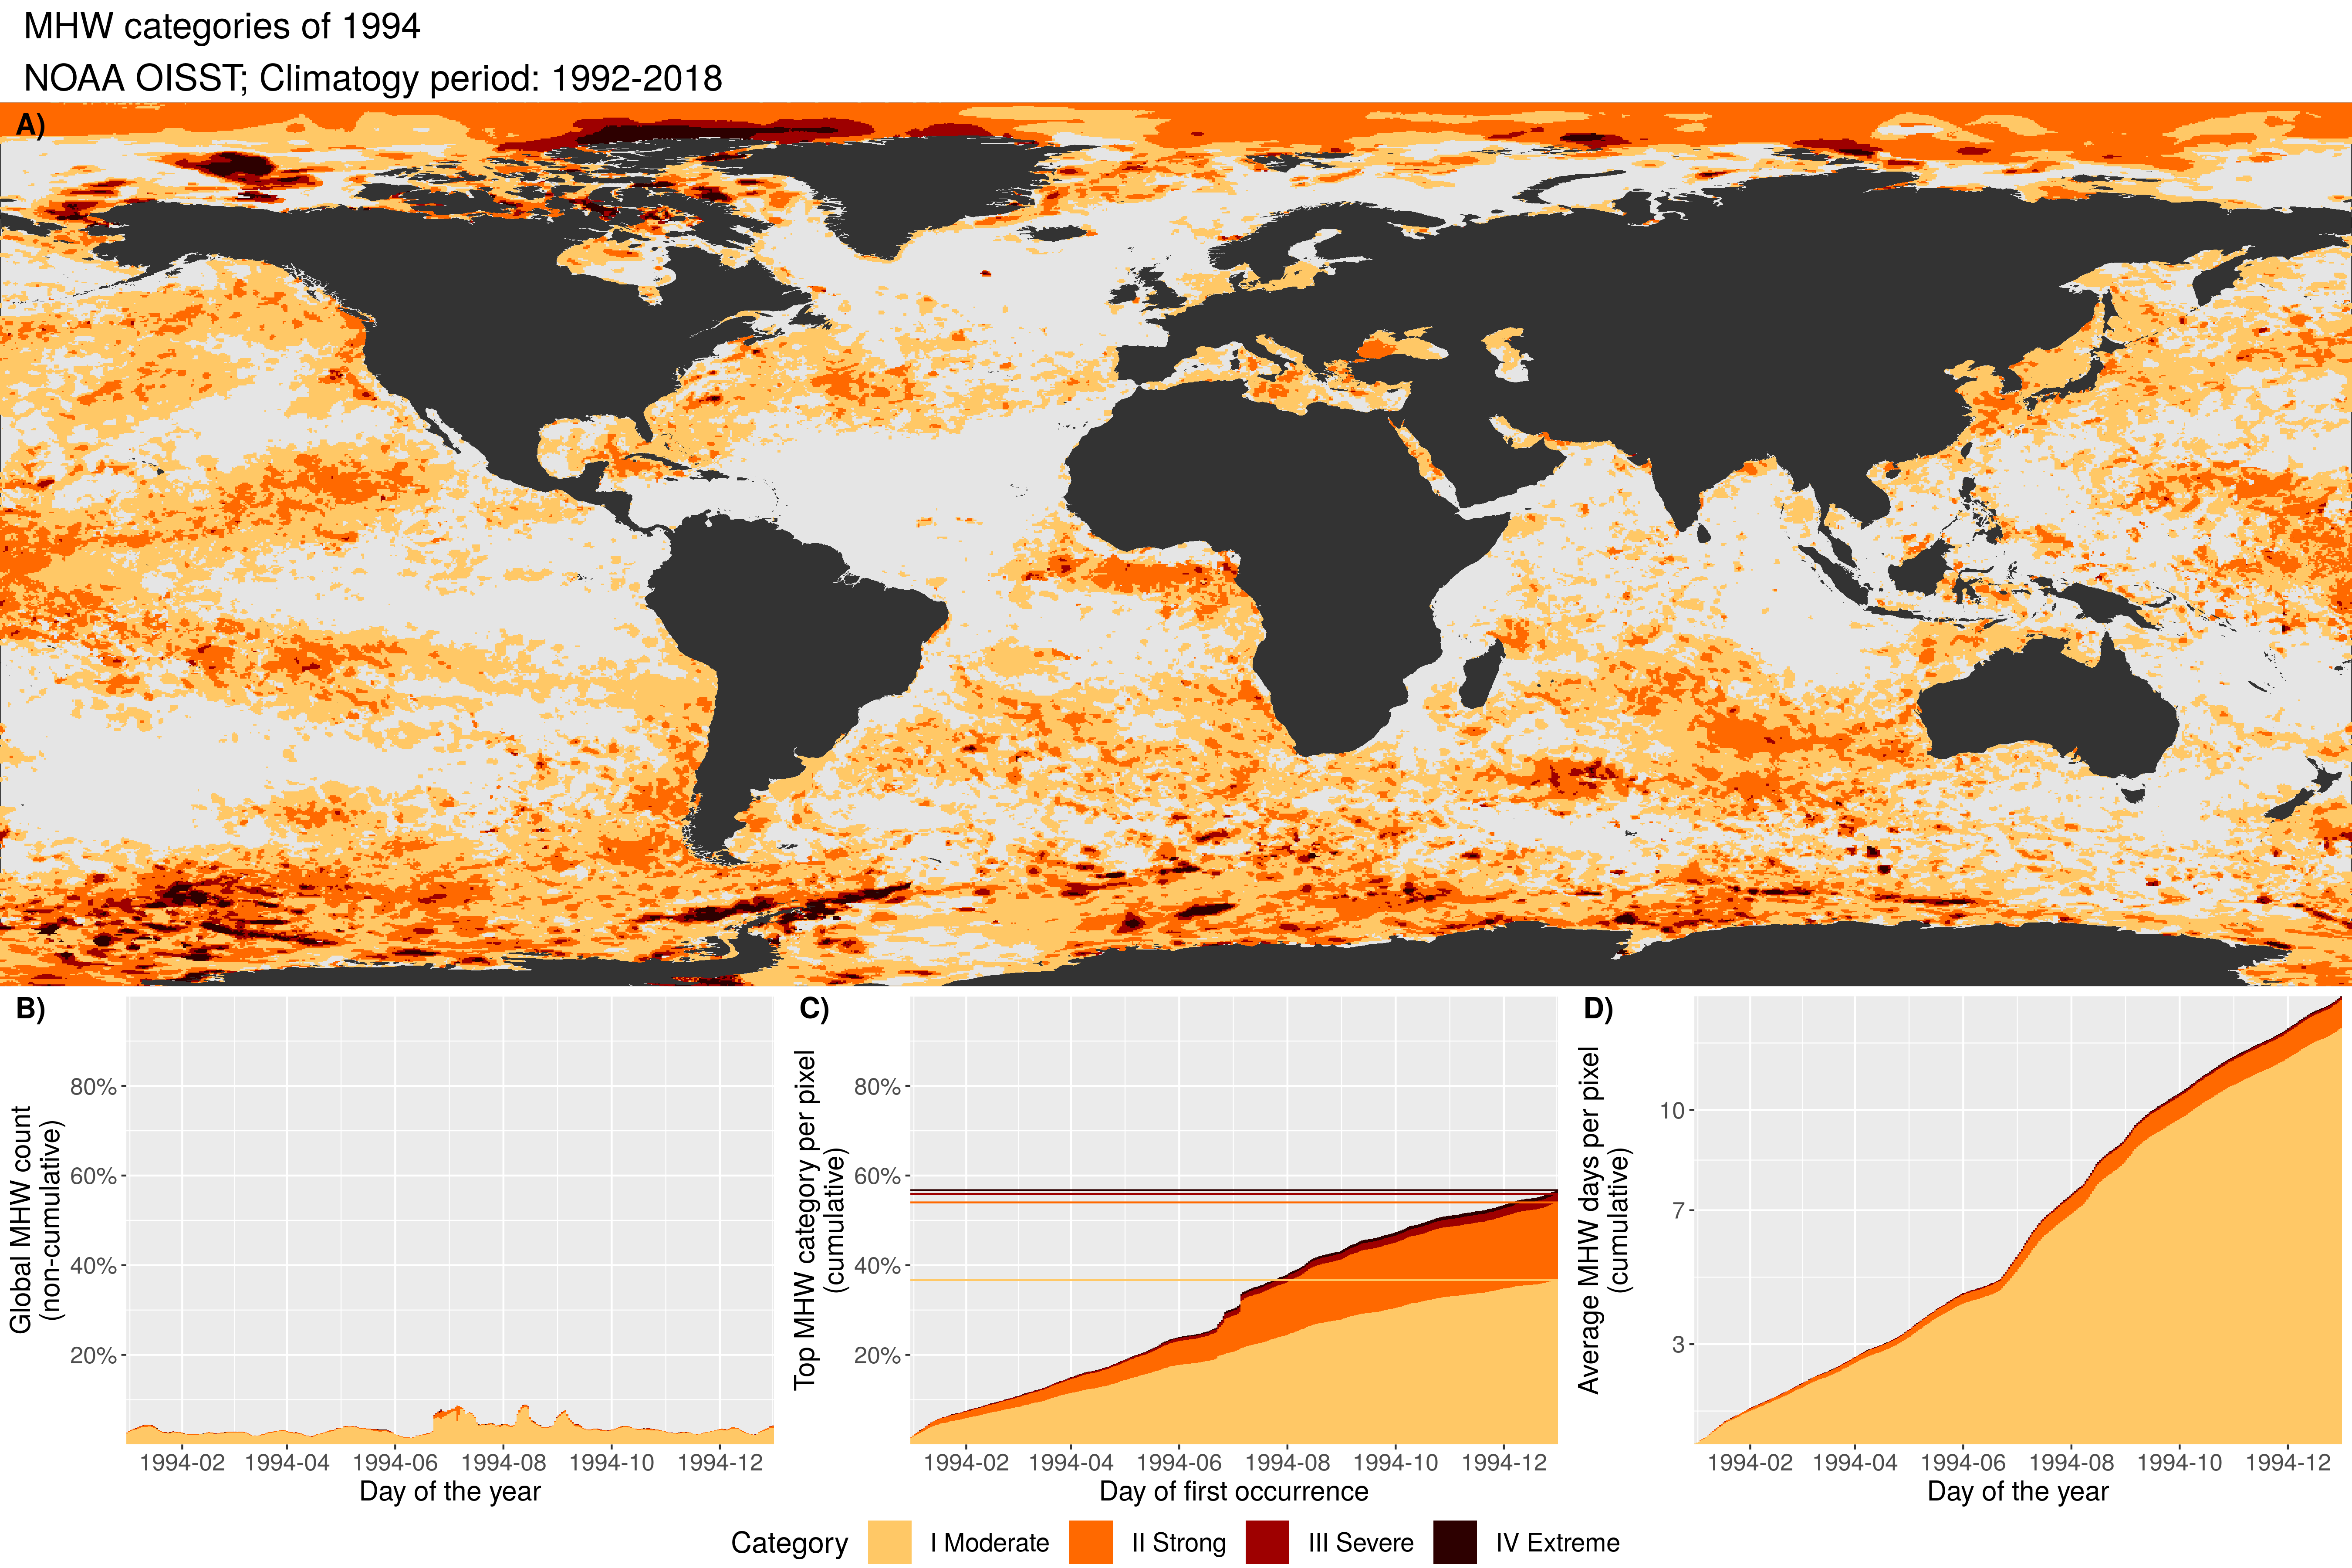 MHW categories of 1994
NOAA OISST; Climatogy period: 1992-2018
A)
B)
Global MHW count
(non-cumulative)
80%
60%
40%
20%
1994-02 1994-04 1994-06 1994-08 1994-10 1994-12
Day of the year
C)
Top MHW category per pixel
(cumulative)
80%
60%
40%
20%
1994-02 1994-04 1994-06 1994-08 1994-10 1994-12
Day of first occurrence
D)
Average MHW days per pixel
(cumulative)
10
7
3
1994-02 1994-04 1994-06 1994-08 1994-10 1994-12
Day of the year
Category I Moderate II Strong III Severe IV Extreme